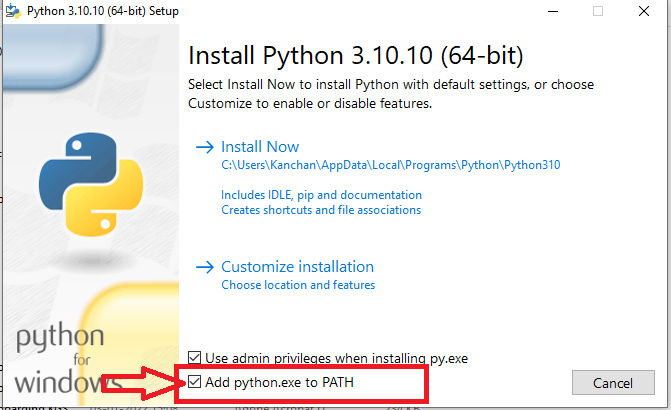 Python 3.10.10 (64-bit) Setup
Install Python 3.10.10 (64-bit)
Select Install Now to install Python with default settings, or choose
Customize to enable or disable features.
Install Now
C:\Users\Kanchan\AppData\Local\Programs\Python\Python310
Includes IDLE, pip and documentation
Creates shortcuts and file associations
Customize installation
Choose location and features
Use admin privileges when installing py.exe
Add python.exe to PATH
Cancel
python
for
windows